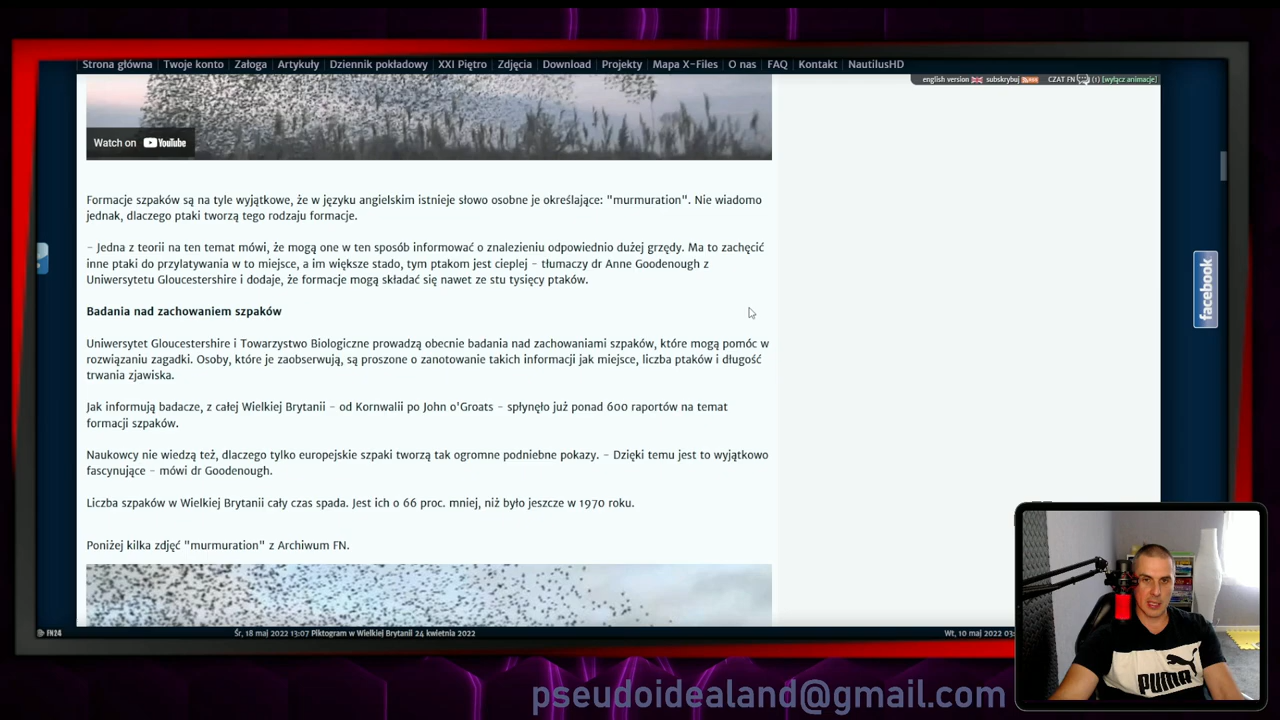 Strona główna Twoje konto Załoga Artykuły Dziennik pokładowy XXI Piętro Zdjęcia Download Projekty Mapa X-Files O nas FAQ Kontakt NautilusHD
english version subskrybuj RSS CZAT FN (1) [wyłącz animacje]
Watch on YouTube
Formacje szpaków są na tyle wyjątkowe, że w języku angielskim istnieje słowo osobne je określające: "murmuration". Nie wiadomo
jednak, dlaczego ptaki tworzą tego rodzaju formacje.
– Jedna z teorii na ten temat mówi, że mogą one w ten sposób informować o znalezieniu odpowiednio dużej grzędy. Ma to zachęcić
inne ptaki do przylatywania w to miejsce, a im większe stado, tym ptakom jest cieplej – tłumaczy dr Anne Goodenough z
Uniwersytetu Gloucestershire i dodaje, że formacje mogą składać się nawet ze stu tysięcy ptaków.
facebook
Badania nad zachowaniem szpaków
Uniwersytet Gloucestershire i Towarzystwo Biologiczne prowadzą obecnie badania nad zachowaniami szpaków, które mogą pomóc w
rozwiązaniu zagadki. Osoby, które je zaobserwują, są proszone o zanotowanie takich informacji jak miejsce, liczba ptaków i długość
trwania zjawiska.
Jak informują badacze, z całej Wielkiej Brytanii – od Kornwalii po John o'Groats – spłynęło już ponad 600 raportów na temat
formacji szpaków.
Naukowcy nie wiedzą też, dlaczego tylko europejskie szpaki tworzą tak ogromne podniebne pokazy. – Dzięki temu jest to wyjątkowo
fascynujące – mówi dr Goodenough.
Liczba szpaków w Wielkiej Brytanii cały czas spada. Jest ich o 66 proc. mniej, niż było jeszcze w 1970 roku.
Poniżej kilka zdjęć "murmuration" z Archiwum FN.
FN24 Śr, 18 maj 2022 13:07 Piktogram w Wielkiej Brytanii 24 kwietnia 2022 Wt, 10 maj 2022 03:
PUMA
pseudoidealand@gmail.com